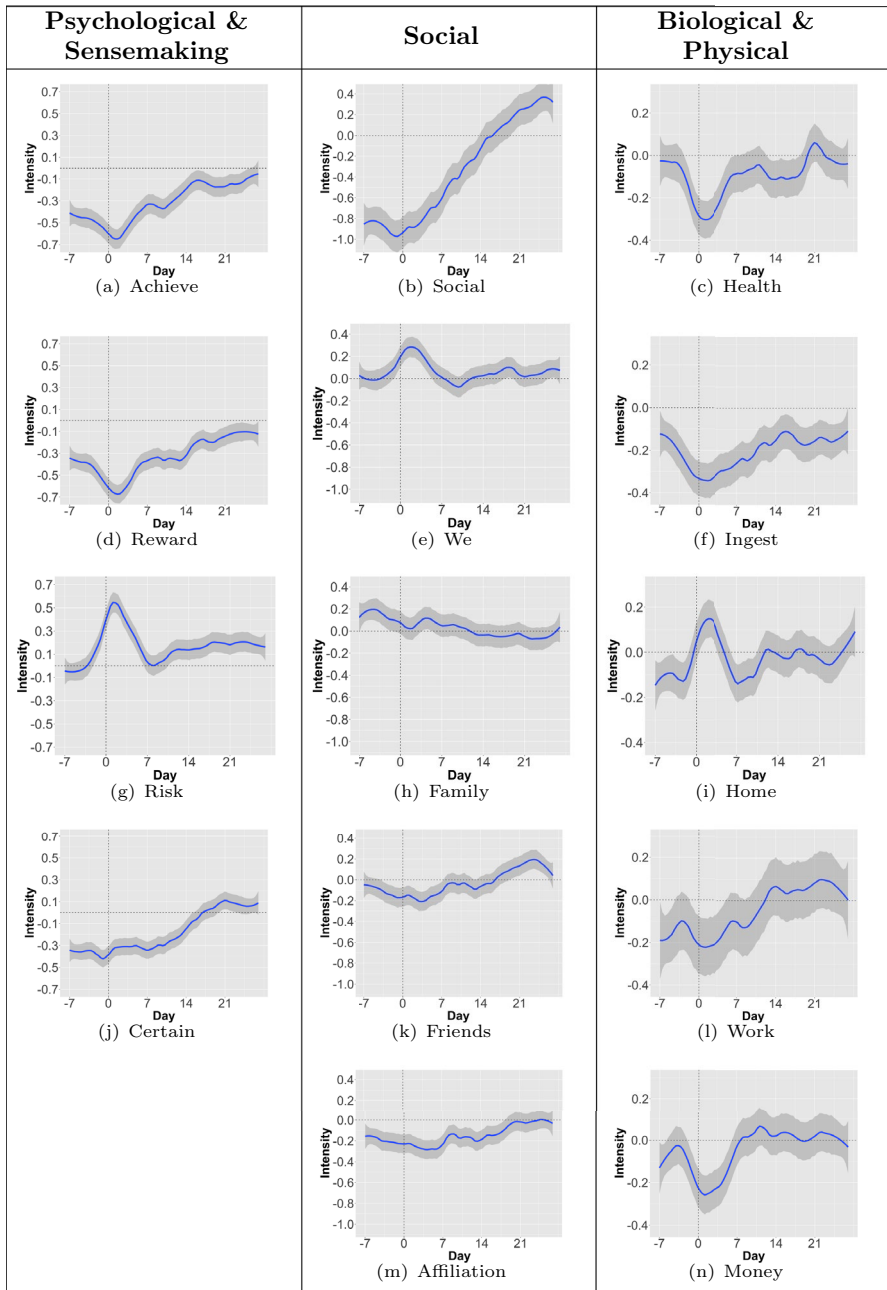 Psychological &
Sensemaking
Social
Biological &
Physical
Intensity
0.7
0.5
0.3
0.1
-0.1
-0.3
-0.5
-0.7
-7 0 7 14 21
Day
(a) Achieve
Intensity
0.4
0.2
0.0
-0.2
-0.4
-0.6
-0.8
-1.0
-7 0 7 14 21
Day
(b) Social
Intensity
0.2
0.0
-0.2
-0.4
-7 0 7 14 21
Day
(c) Health
Intensity
0.7
0.5
0.3
0.1
-0.1
-0.3
-0.5
-0.7
-7 0 7 14 21
Day
(d) Reward
Intensity
0.4
0.2
0.0
-0.2
-0.4
-0.6
-0.8
-1.0
-7 0 7 14 21
Day
(e) We
Intensity
0.2
0.0
-0.2
-0.4
-7 0 7 14 21
Day
(f) Ingest
Intensity
0.7
0.5
0.3
0.1
-0.1
-0.3
-0.5
-0.7
-7 0 7 14 21
Day
(g) Risk
Intensity
0.4
0.2
0.0
-0.2
-0.4
-0.6
-0.8
-1.0
-7 0 7 14 21
Day
(h) Family
Intensity
0.2
0.0
-0.2
-0.4
-7 0 7 14 21
Day
(i) Home
Intensity
0.7
0.5
0.3
0.1
-0.1
-0.3
-0.5
-0.7
-7 0 7 14 21
Day
(j) Certain
Intensity
0.4
0.2
0.0
-0.2
-0.4
-0.6
-0.8
-1.0
-7 0 7 14 21
Day
(k) Friends
Intensity
0.2
0.0
-0.2
-0.4
-7 0 7 14 21
Day
(l) Work
Intensity
0.4
0.2
0.0
-0.2
-0.4
-0.6
-0.8
-1.0
-7 0 7 14 21
Day
(m) Affiliation
Intensity
0.2
0.0
-0.2
-0.4
-7 0 7 14 21
Day
(n) Money